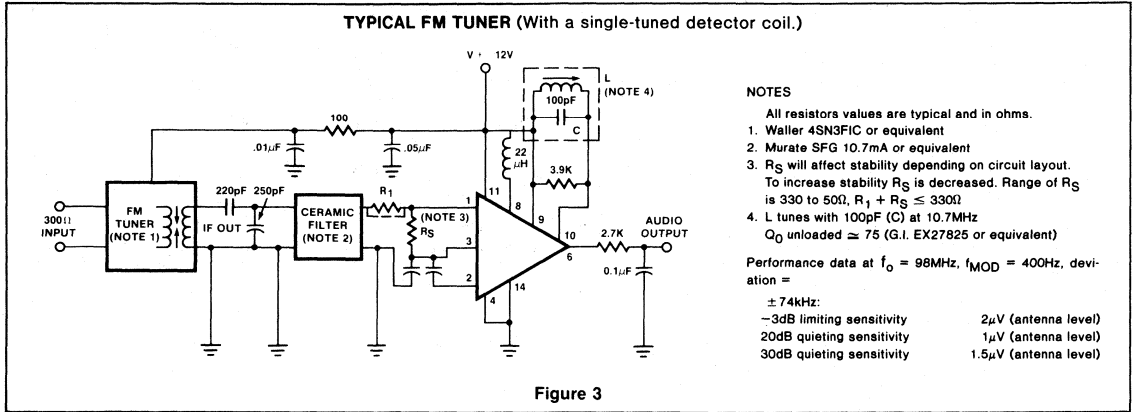 TYPICAL FM TUNER (With a single-tuned detector coil.)
V+ 12V
L
(NOTE 4)
100pF
C
100
.01μF
.05μF
22
μH
3.9K
11
8
9
10
220pF
250pF
R1
1
(NOTE 3)
300Ω
INPUT
FM
TUNER
(NOTE 1)
IF OUT
CERAMIC
FILTER
(NOTE 2)
RS
3
2
4
14
6
2.7K
AUDIO
OUTPUT
0.1μF
NOTES
All resistors values are typical and in ohms.
1. Waller 4SN3FIC or equivalent
2. Murate SFG 10.7mA or equivalent
3. RS will affect stability depending on circuit layout.
To increase stability RS is decreased. Range of RS
is 330 to 50Ω, R1 + RS ≤ 330Ω
4. L tunes with 100pF (C) at 10.7MHz
Q0 unloaded ≃ 75 (G.I. EX27825 or equivalent)
Performance data at fo = 98MHz, fMOD = 400Hz, devi-
ation =
± 74kHz:
−3dB limiting sensitivity 2μV (antenna level)
20dB quieting sensitivity 1μV (antenna level)
30dB quieting sensitivity 1.5μV (antenna level)
Figure 3